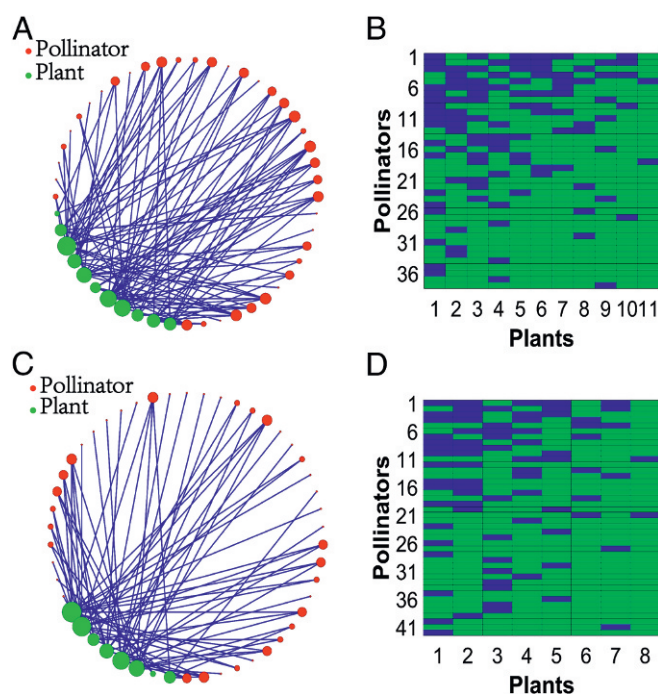 A
Pollinator
Plant
B
Pollinators
1
6
11
16
21
26
31
36
1 2 3 4 5 6 7 8 9 10 11
Plants
C
Pollinator
Plant
D
Pollinators
1
6
11
16
21
26
31
36
41
1 2 3 4 5 6 7 8
Plants